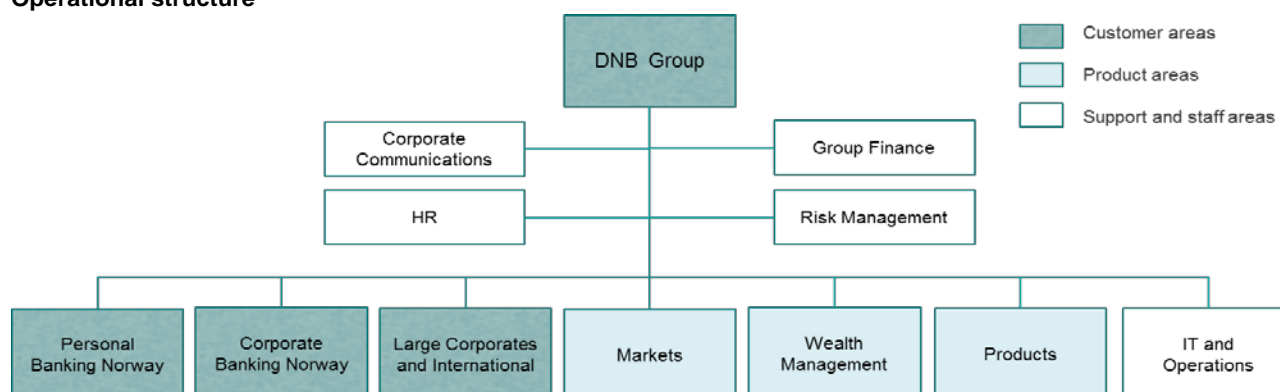 Operational structure
DNB Group
Customer areas
Product areas
Support and staff areas
Corporate
Communications
Group Finance
HR
Risk Management
Personal
Banking Norway
Corporate
Banking Norway
Large Corporates
and International
Markets
Wealth
Management
Products
IT and
Operations